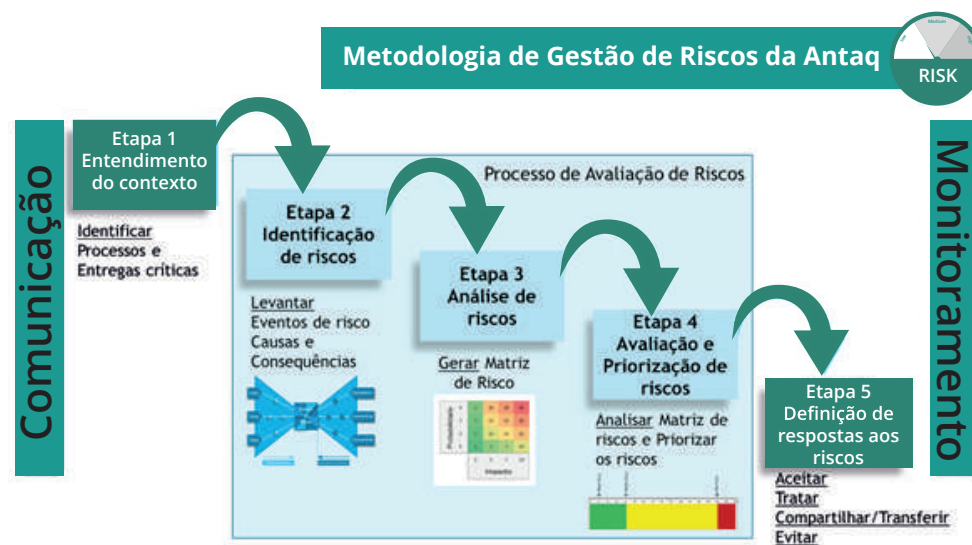 Metodologia de Gestão de Riscos da Antaq
Medium
RISK
Comunicação
Monitoramento
Etapa 1
Entendimento
do contexto
Identificar
Processos e
Entregas críticas
Processo de Avaliação de Riscos
Etapa 2
Identificação
de riscos
Levantar
Eventos de risco
Causas e
Consequências
Etapa 3
Análise de
riscos
Gerar Matriz
de Risco
Impacto
Etapa 4
Avaliação e
Priorização de
riscos
Analisar Matriz de
riscos e Priorizar
os riscos
Etapa 5
Definição de
respostas aos
riscos
Aceitar
Tratar
Compartilhar/Transferir
Evitar